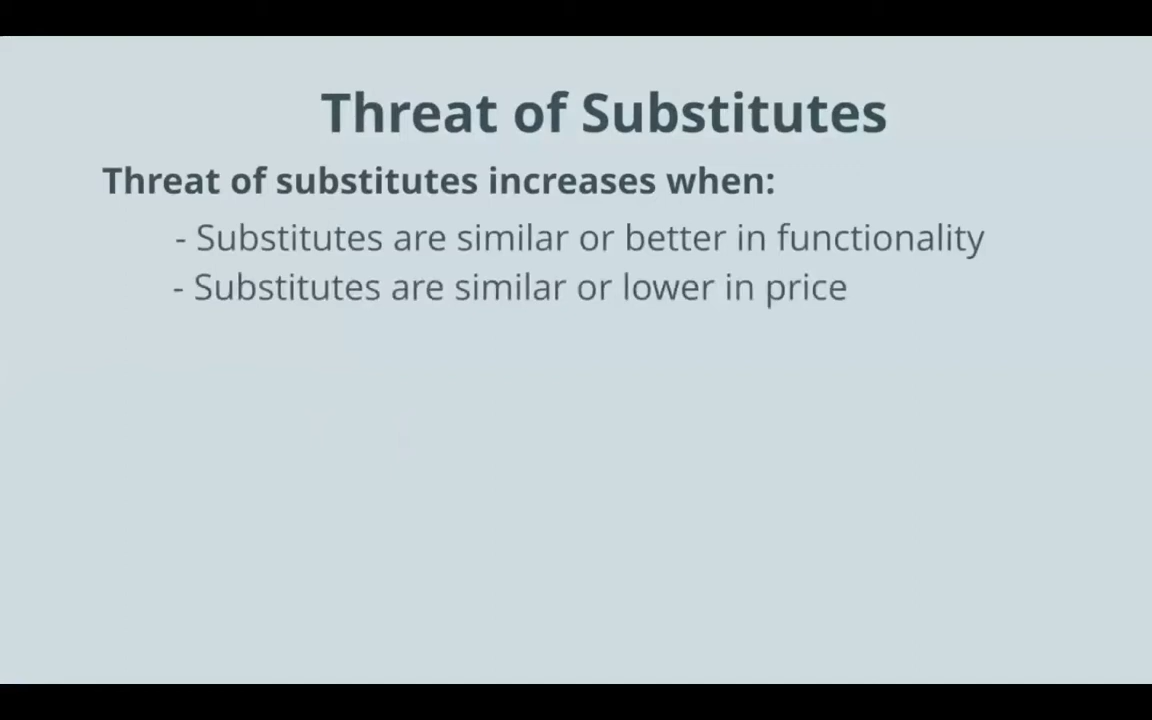 Threat of Substitutes
Threat of substitutes increases when:
- Substitutes are similar or better in functionality
- Substitutes are similar or lower in price